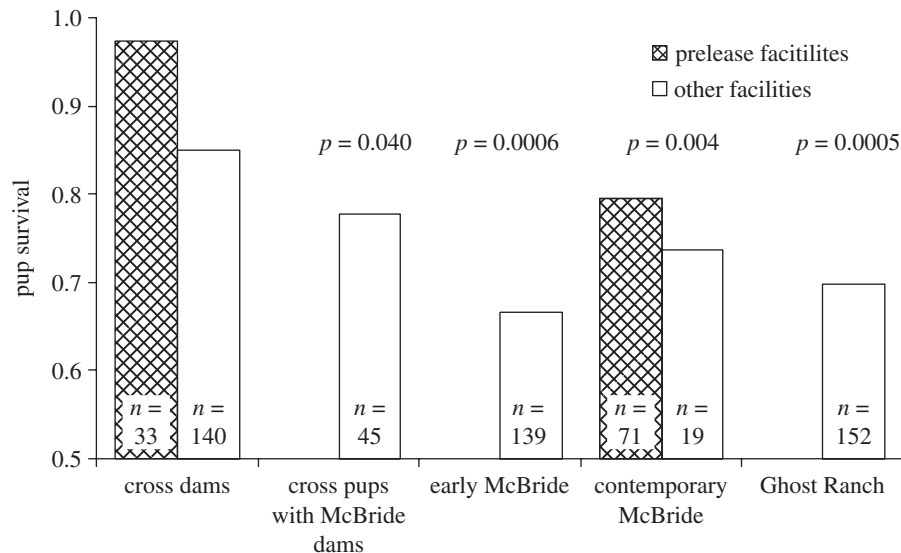 1.0
0.9
0.8
0.7
0.6
0.5
pup survival
prelease facitilites
other facilities
p = 0.040
p = 0.0006
p = 0.004
p = 0.0005
n =
33
n =
140
n =
45
n =
139
n =
71
n =
19
n =
152
cross dams
cross pups
with McBride
dams
early McBride
contemporary
McBride
Ghost Ranch